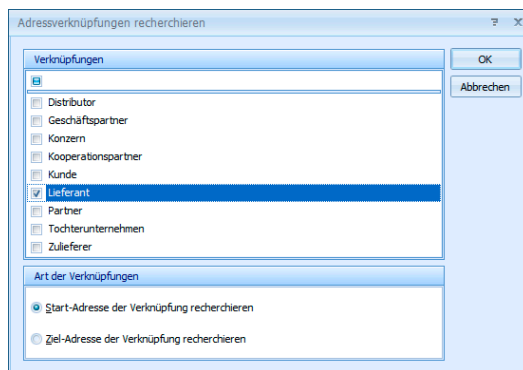 Adressverknüpfungen recherchieren
Verknüpfungen
OK
Abbrechen
Distributor
Geschäftspartner
Konzern
Kooperationspartner
Kunde
Lieferant
Partner
Tochterunternehmen
Zulieferer
Art der Verknüpfungen
Start-Adresse der Verknüpfung recherchieren
Ziel-Adresse der Verknüpfung recherchieren